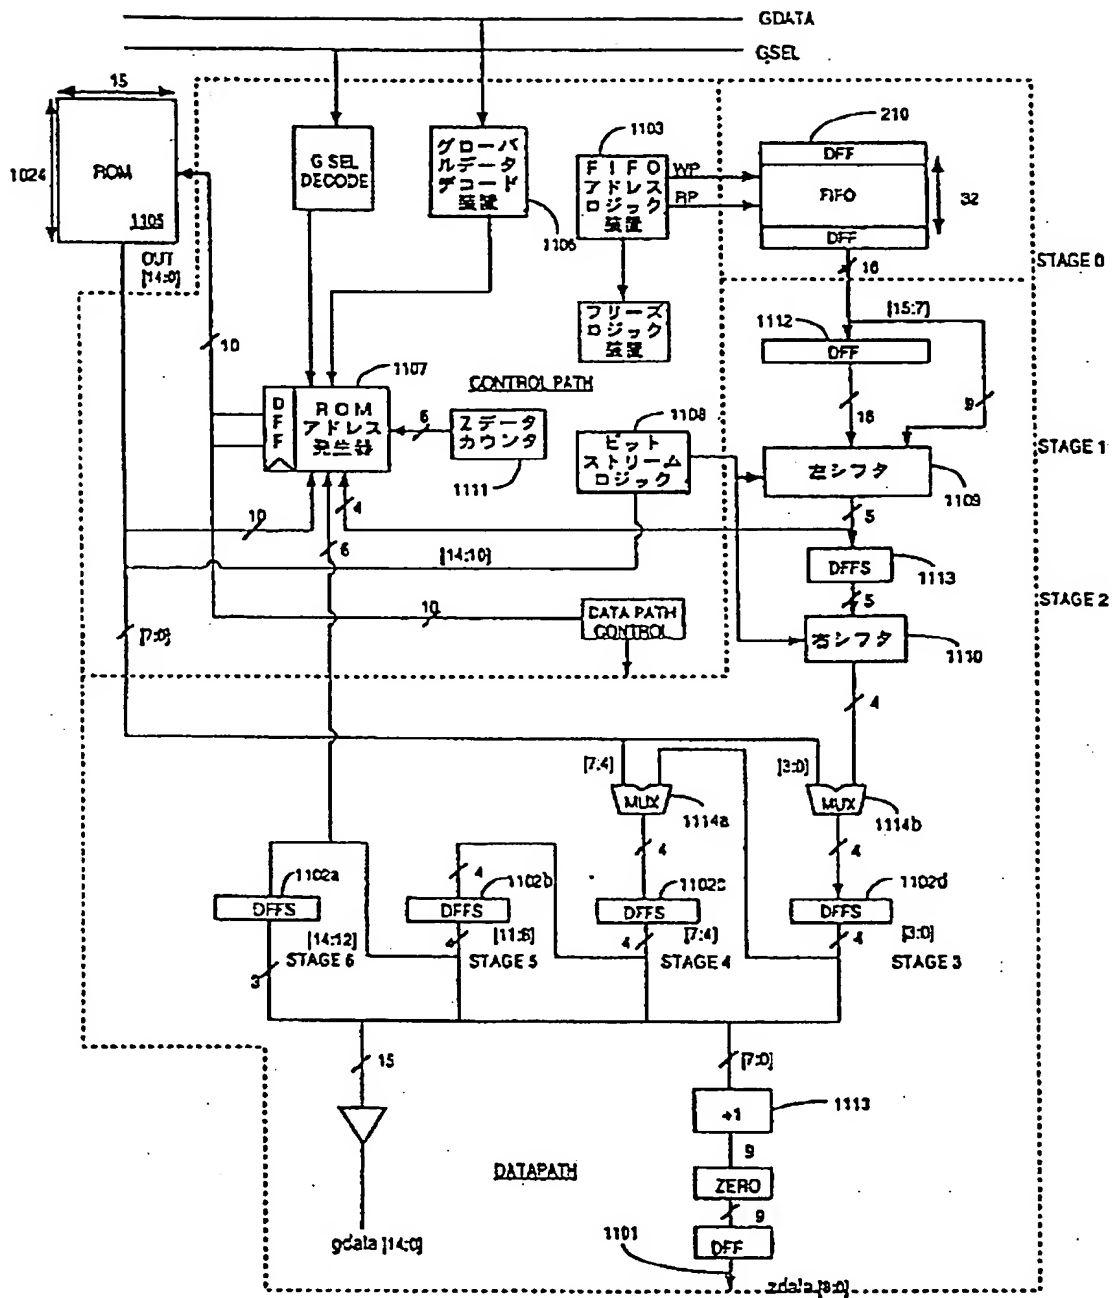 GDATA
GSEL
15
1024
ROM
1105
OUT
[14:0]
G SEL
DECODE
グローバ
ルデータ
デコード
装置
1106
1103
FIFO
アドレス
ロジック
装置
WP
RP
210
DFF
FIFO
DFF
32
STAGE 0
16
フリーズ
ロジック
装置
[15:7]
1112
DFF
10
1107
CONTROL PATH
DFF
ROM
アドレス
発生器
6
Zデータ
カウンタ
1111
1108
ビット
ストリーム
ロジック
16
9
STAGE 1
左シフタ
1109
10
4
6
5
[14:10]
DFFS
1113
5
STAGE 2
10
DATA PATH
CONTROL
右シフタ
1110
[7:0]
4
[7:4]
[3:0]
MUX
1114a
MUX
1114b
4
4
1102a
DFFS
4
1102b
DFFS
1102c
DFFS
1102d
DFFS
[14:12]
4
[11:8]
4
[7:4]
4
[3:0]
STAGE 6
STAGE 5
STAGE 4
STAGE 3
3
15
[7:0]
+1
1113
9
DATAPATH
ZERO
9
1101
DFF
gdata [14:0]
zdata [8:0]